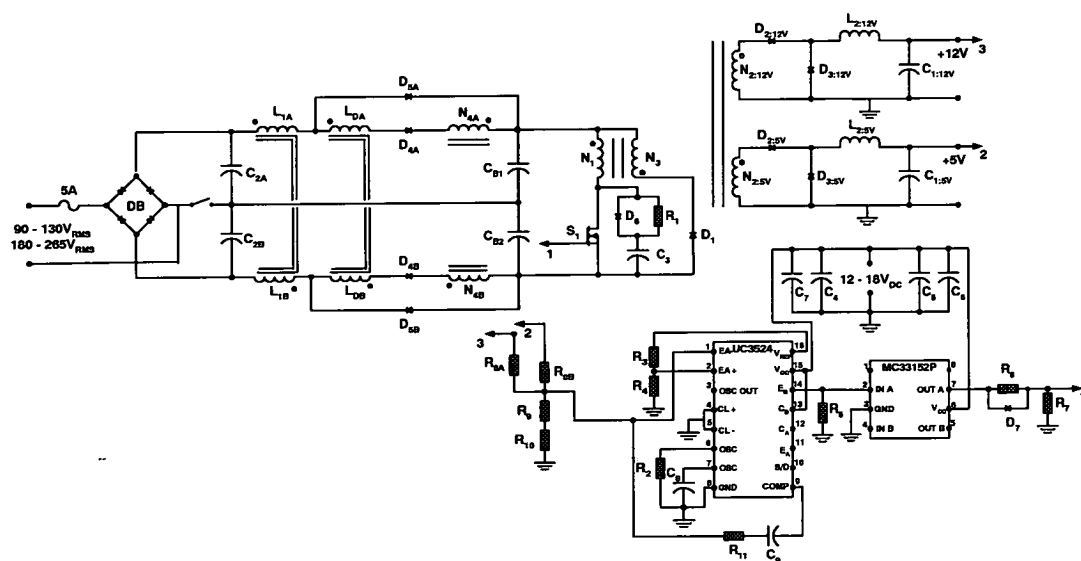 5A
90 - 130V RMS
180 - 265V RMS
DB
C2A
C2B
L1A
L1B
LDA
LDB
D5A
D4A
D4B
D5B
N4A
N4B
CB1
CB2
N1
N3
S1
1
D6
R1
C3
D1
N2:12V
D2:12V
D3:12V
L2:12V
C1:12V
+12V
3
N2:5V
D2:5V
D3:5V
L2:5V
C1:5V
+5V
2
C7
C4
12 - 18V DC
C5
C6
3
2
R8A
R8B
R9
R10
R3
R4
R2
C8
UC3524
1 EA -
2 EA +
3 OSC OUT
4 CL +
5 CL -
6 OSC
7 OSC
8 GND
VREF 16
VCC 15
EB 14
CB 13
CA 12
EA 11
S/D 10
COMP 9
R11
C9
R5
MC33152P
1
2 IN A
3 GND
4 IN B
8
OUT A 7
VCC 6
OUT B 5
R6
D7
R7